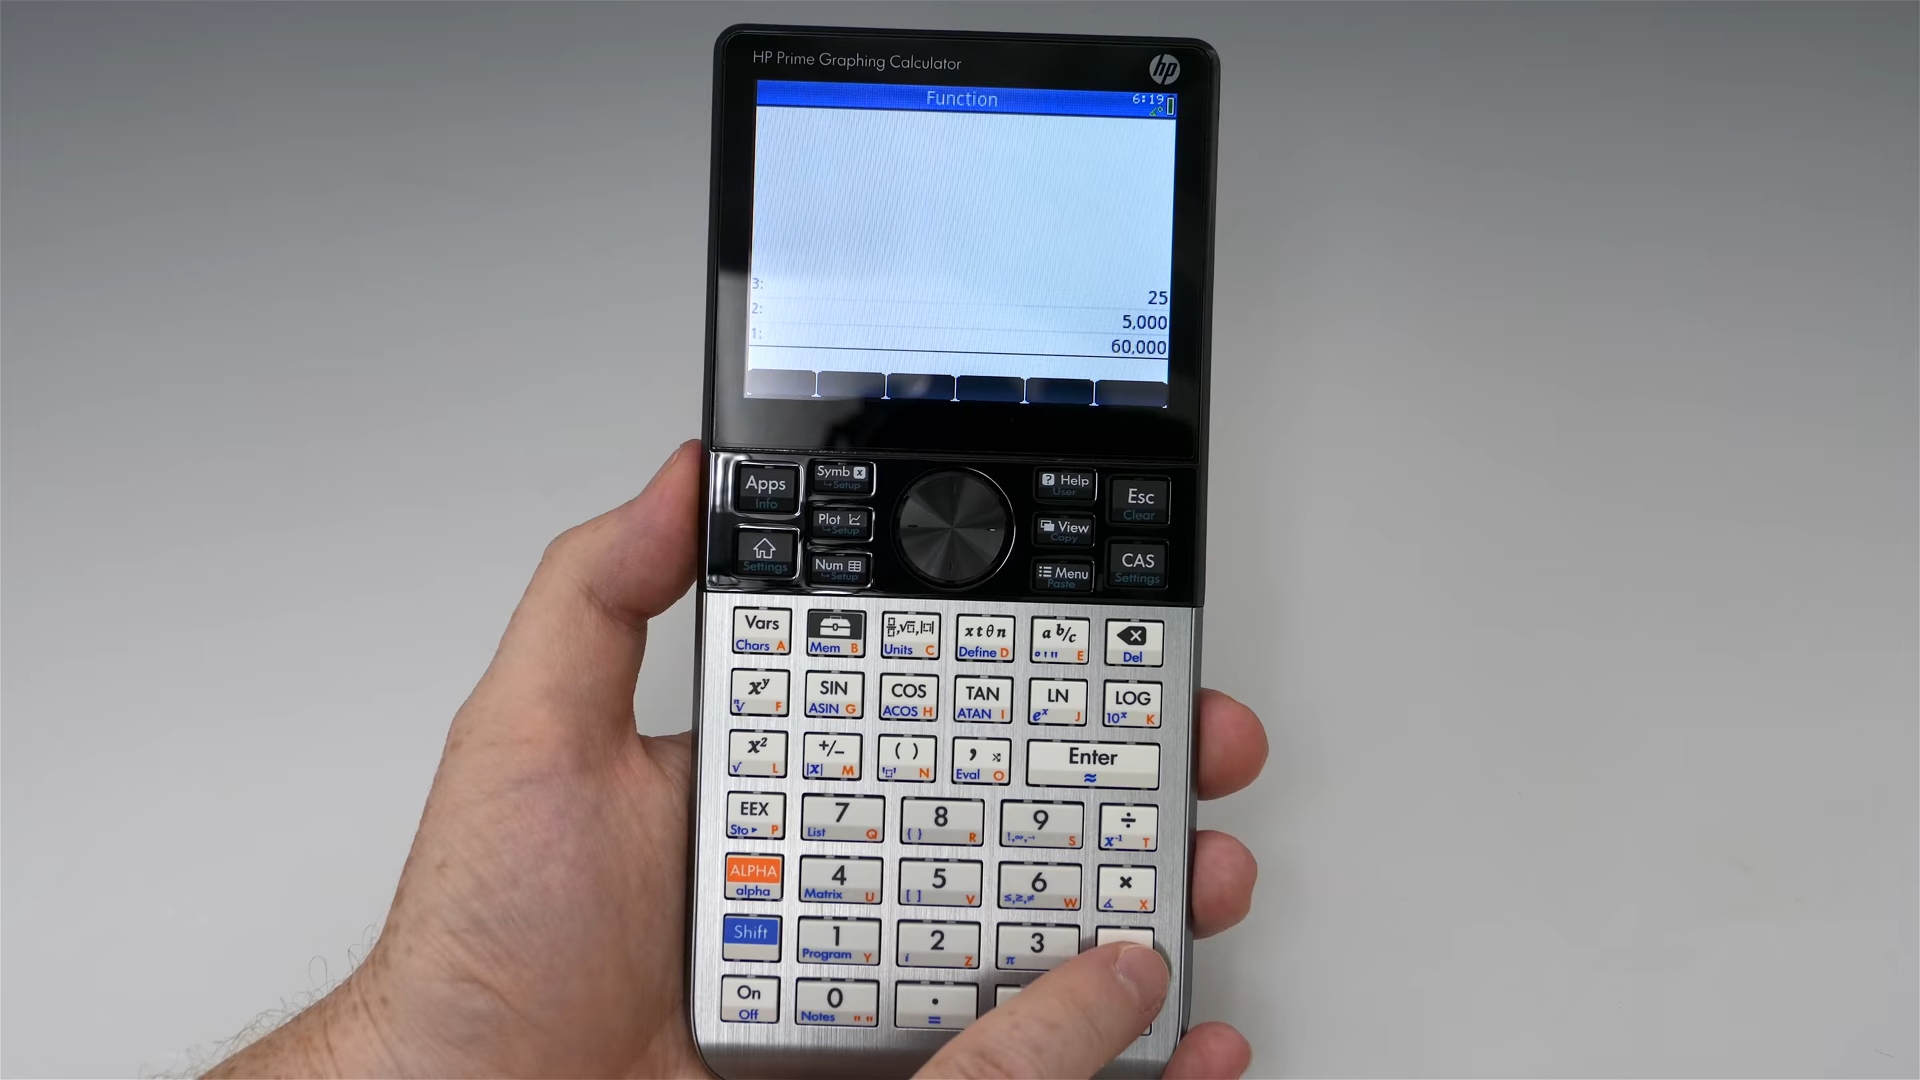 HP Prime Graphing Calculator
hp
Function
6:19
3:
25
2:
5,000
1:
60,000
Apps
Info
Symb
Setup
Plot
Setup
Num
Setup
Settings
Help
User
View
Copy
Menu
Paste
Esc
Clear
CAS
Settings
Vars
Chars A
Mem B
Units C
x t θ n
Define D
a b/c
E
Del
xʸ
ⁿ√ F
SIN
ASIN G
COS
ACOS H
TAN
ATAN I
LN
eˣ J
LOG
10ˣ K
x²
√ L
+/−
|x| M
( )
N
,
Eval O
Enter
≈
EEX
Sto ▸ P
7
List Q
8
{ } R
9
!,∞,→ S
÷
x⁻¹ T
ALPHA
alpha
4
Matrix U
5
[ ] V
6
≤,≥,≠ W
×
∡ X
Shift
1
Program Y
2
i Z
3
π
On
Off
0
Notes " "
.
=